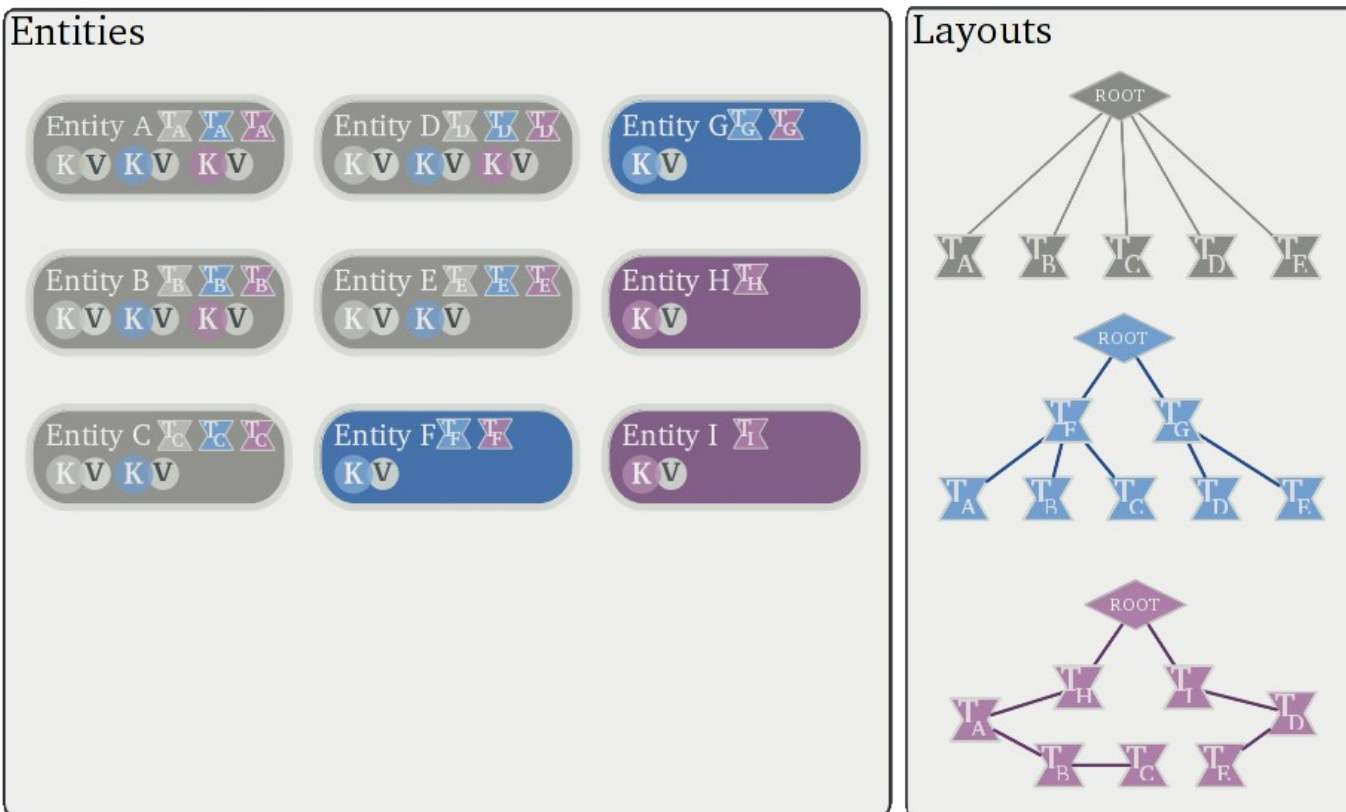 Entities
Entity A T A T A T A
K V K V K V
Entity D T D T D T D
K V K V K V
Entity G T G T G
K V
Entity B T B T B T B
K V K V K V
Entity E T E T E T E
K V K V
Entity H T H
K V
Entity C T C T C T C
K V K V
Entity F T F T F
K V
Entity I T I
K V
Layouts
ROOT
T A T B T C T D T E
ROOT
T F T G
T A T B T C T D T E
ROOT
T H T I
T A T D
T B T C T E